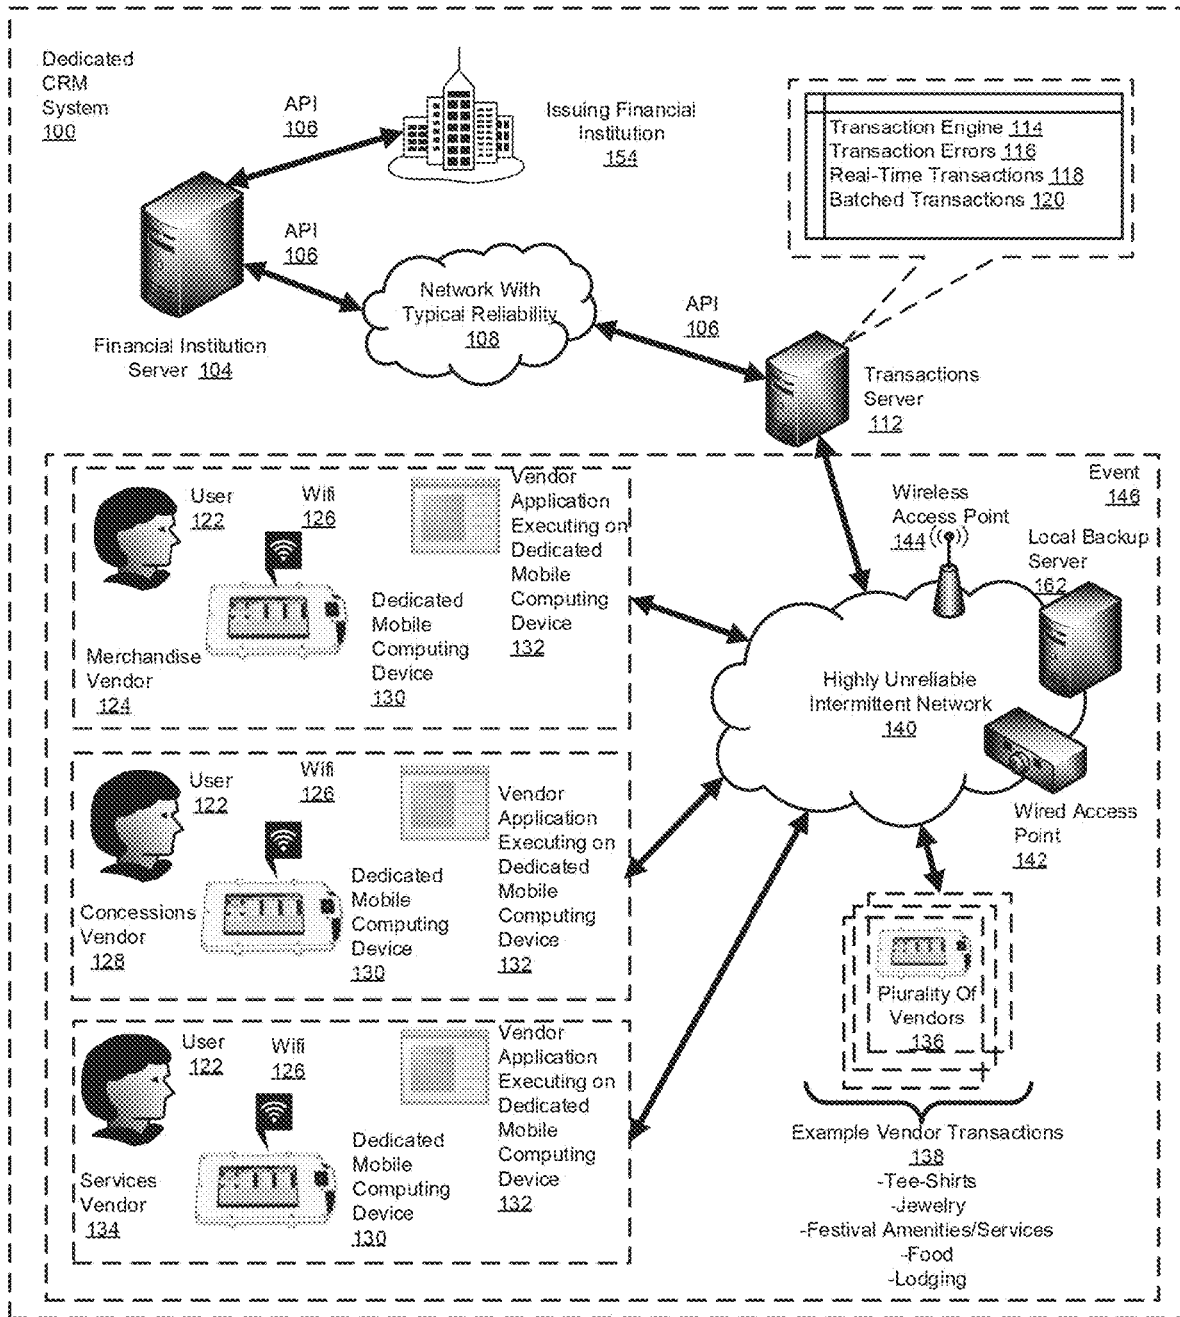 Dedicated
CRM
System
100
API
106
Issuing Financial
Institution
154
Transaction Engine 114
Transaction Errors 116
Real-Time Transactions 118
Batched Transactions 120
API
106
Network With
Typical Reliability
108
API
106
Financial Institution
Server 104
Transactions
Server
112
Event
146
User
122
Wifi
126
Vendor
Application
Executing on
Dedicated
Mobile
Computing
Device
132
Dedicated
Mobile
Computing
Device
130
Merchandise
Vendor
124
Wireless
Access Point
144
Local Backup
Server
162
Highly Unreliable
Intermittent Network
140
Wired Access
Point
142
User
122
Wifi
126
Vendor
Application
Executing on
Dedicated
Mobile
Computing
Device
132
Dedicated
Mobile
Computing
Device
130
Concessions
Vendor
128
Plurality Of
Vendors
136
User
122
Wifi
126
Vendor
Application
Executing on
Dedicated
Mobile
Computing
Device
132
Dedicated
Mobile
Computing
Device
130
Services
Vendor
134
Example Vendor Transactions
138
-Tee-Shirts
-Jewelry
-Festival Amenities/Services
-Food
-Lodging